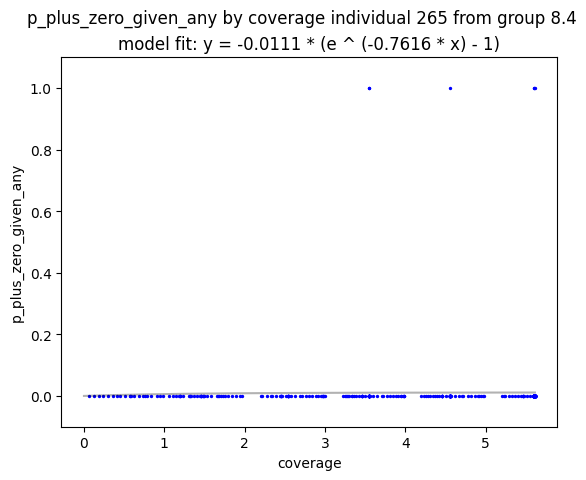 p_plus_zero_given_any by coverage individual 265 from group 8.4
model fit: y = -0.0111 * (e ^ (-0.7616 * x) - 1)
1.0
0.8
0.6
0.4
0.2
0.0
p_plus_zero_given_any
0 1 2 3 4 5
coverage